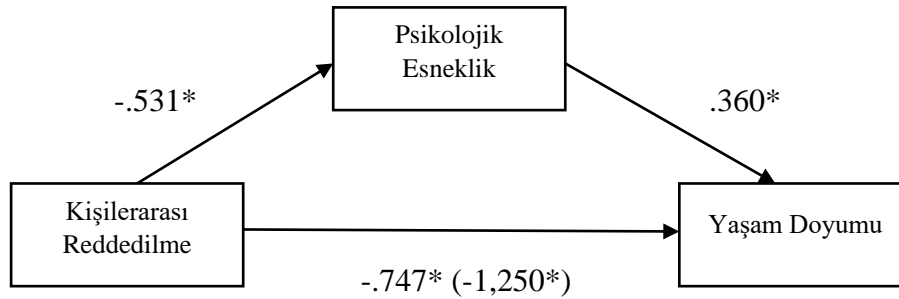 Psikolojik
Esneklik
-.531*
.360*
Kişilerarası
Reddedilme
Yaşam Doyumu
-.747* (-1,250*)